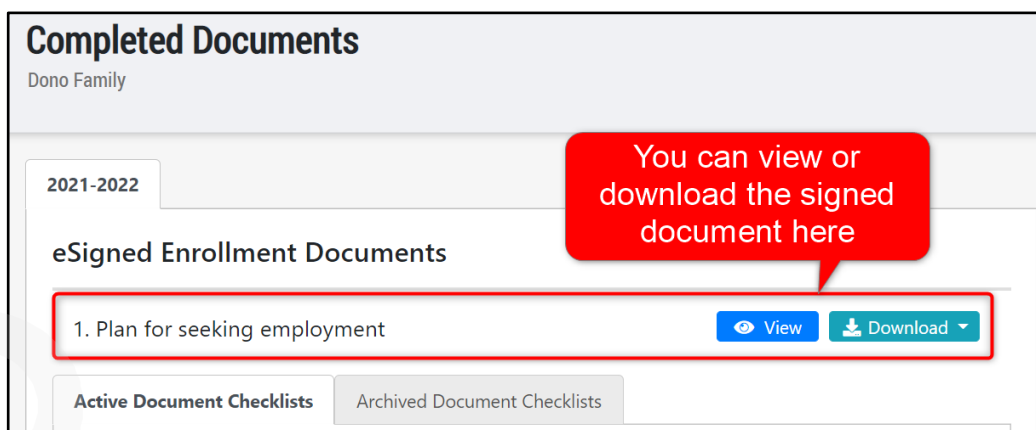 Completed Documents
Dono Family
You can view or
download the signed
document here
2021-2022
eSigned Enrollment Documents
1. Plan for seeking employment
View
Download
Active Document Checklists
Archived Document Checklists